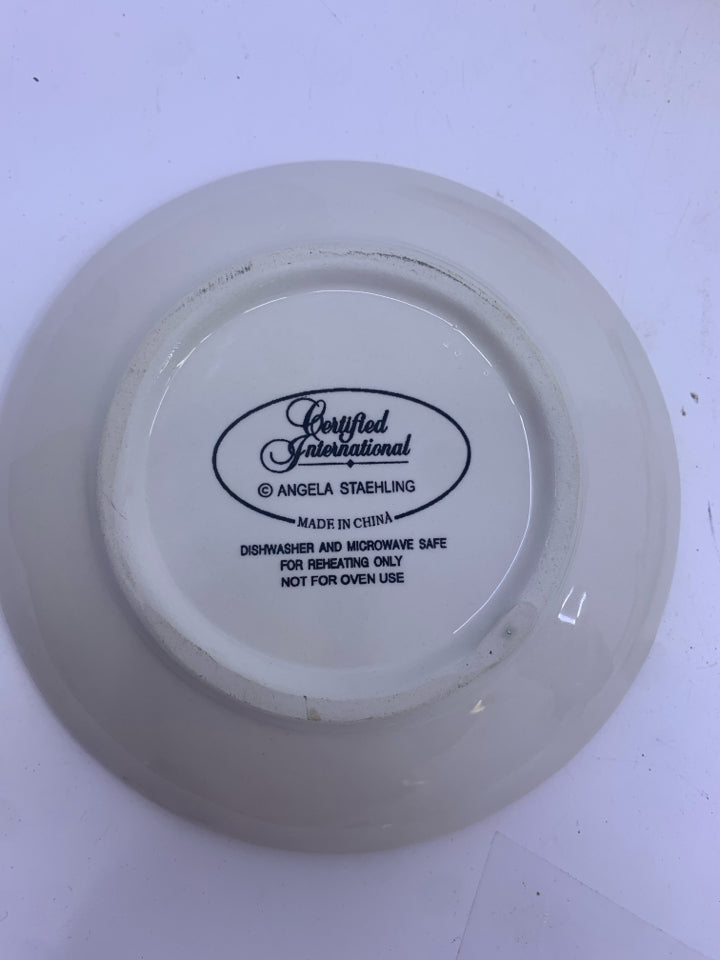 Certified
International
© ANGELA STAEHLING
MADE IN CHINA
DISHWASHER AND MICROWAVE SAFE
FOR REHEATING ONLY
NOT FOR OVEN USE